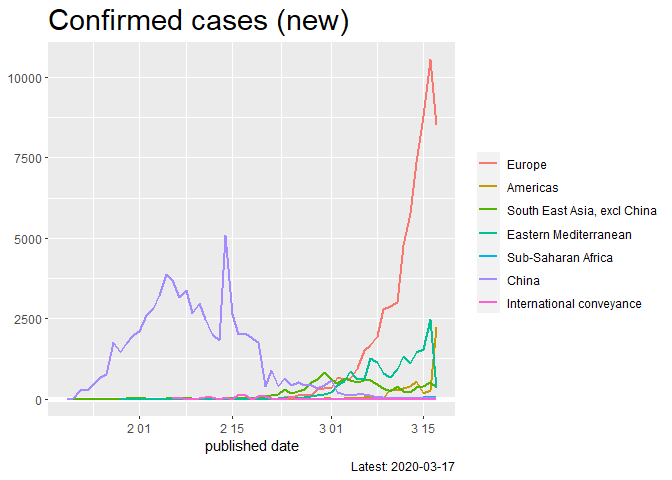 Confirmed cases (new)
10000
7500
5000
2500
0
2 01
2 15
3 01
3 15
published date
Europe
Americas
South East Asia, excl China
Eastern Mediterranean
Sub-Saharan Africa
China
International conveyance
Latest: 2020-03-17